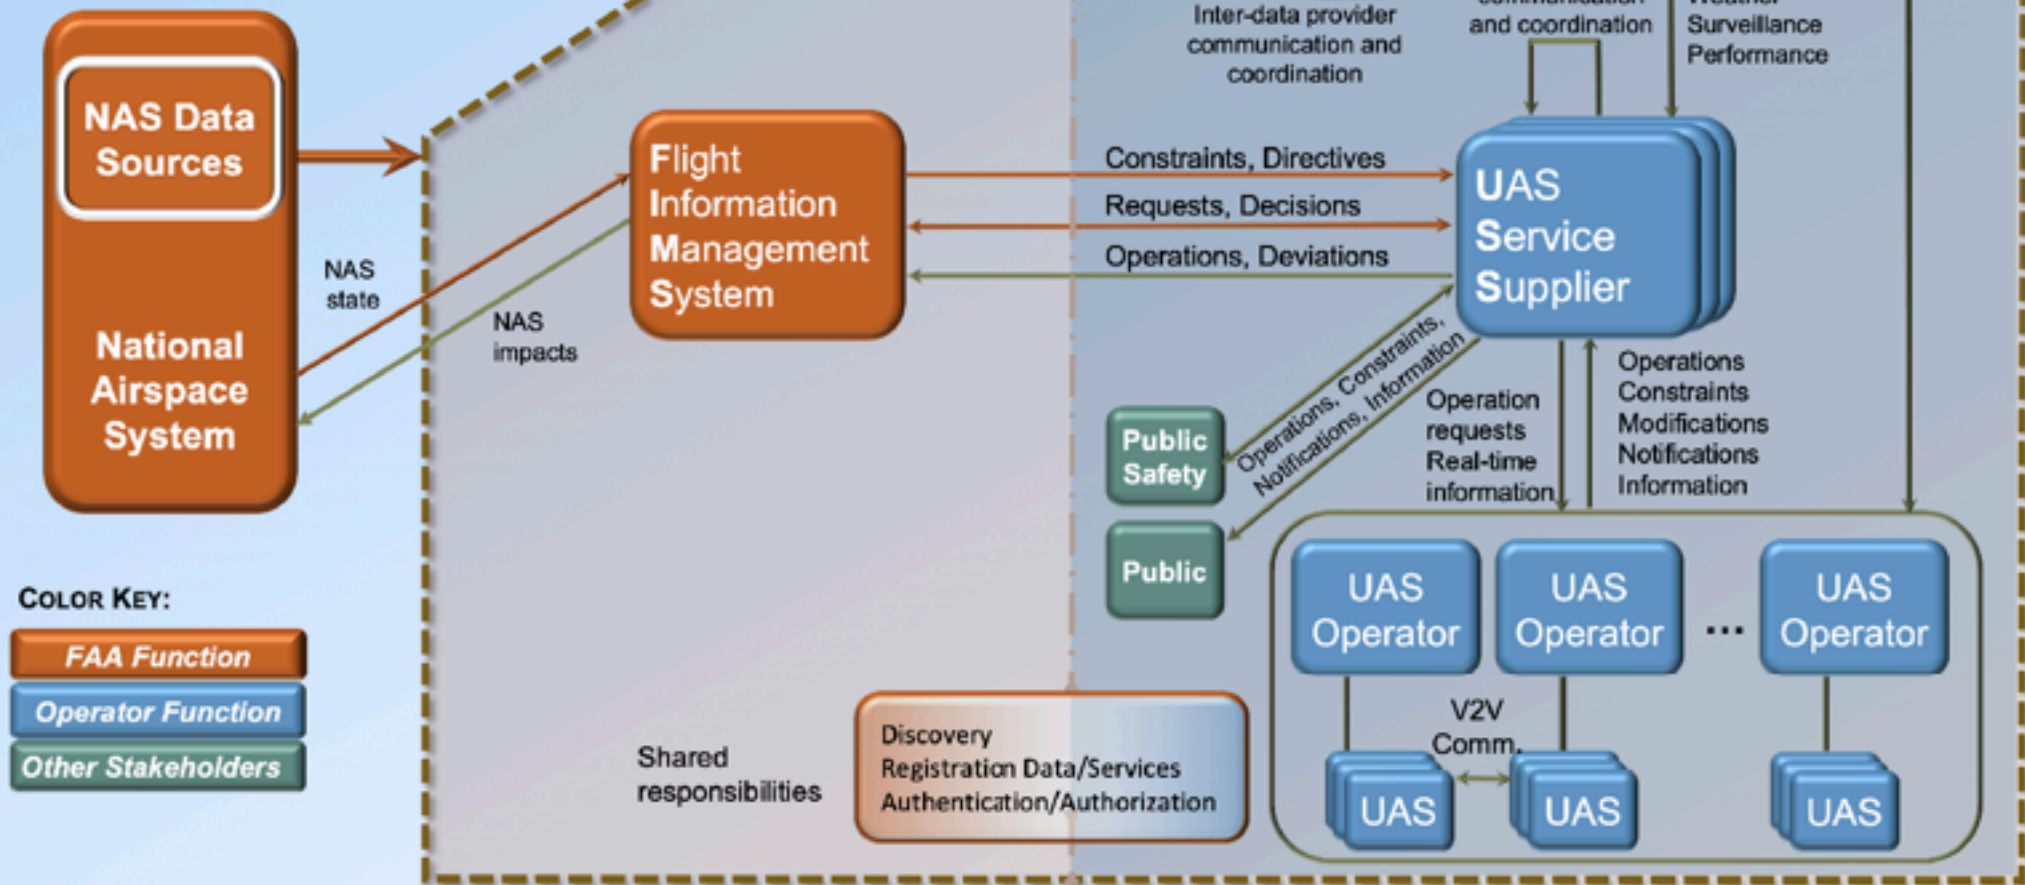 Inter-data provider
communication and
coordination
communication
and coordination
Weather
Surveillance
Performance
NAS Data
Sources
National
Airspace
System
NAS
state
NAS
impacts
Flight
Information
Management
System
Constraints, Directives
Requests, Decisions
Operations, Deviations
UAS
Service
Supplier
Operations, Constraints,
Notifications, Information
Public
Safety
Public
Operation
requests
Real-time
information
Operations
Constraints
Modifications
Notifications
Information
UAS
Operator
UAS
Operator
...
UAS
Operator
V2V
Comm.
UAS
UAS
UAS
COLOR KEY:
FAA Function
Operator Function
Other Stakeholders
Shared
responsibilities
Discovery
Registration Data/Services
Authentication/Authorization